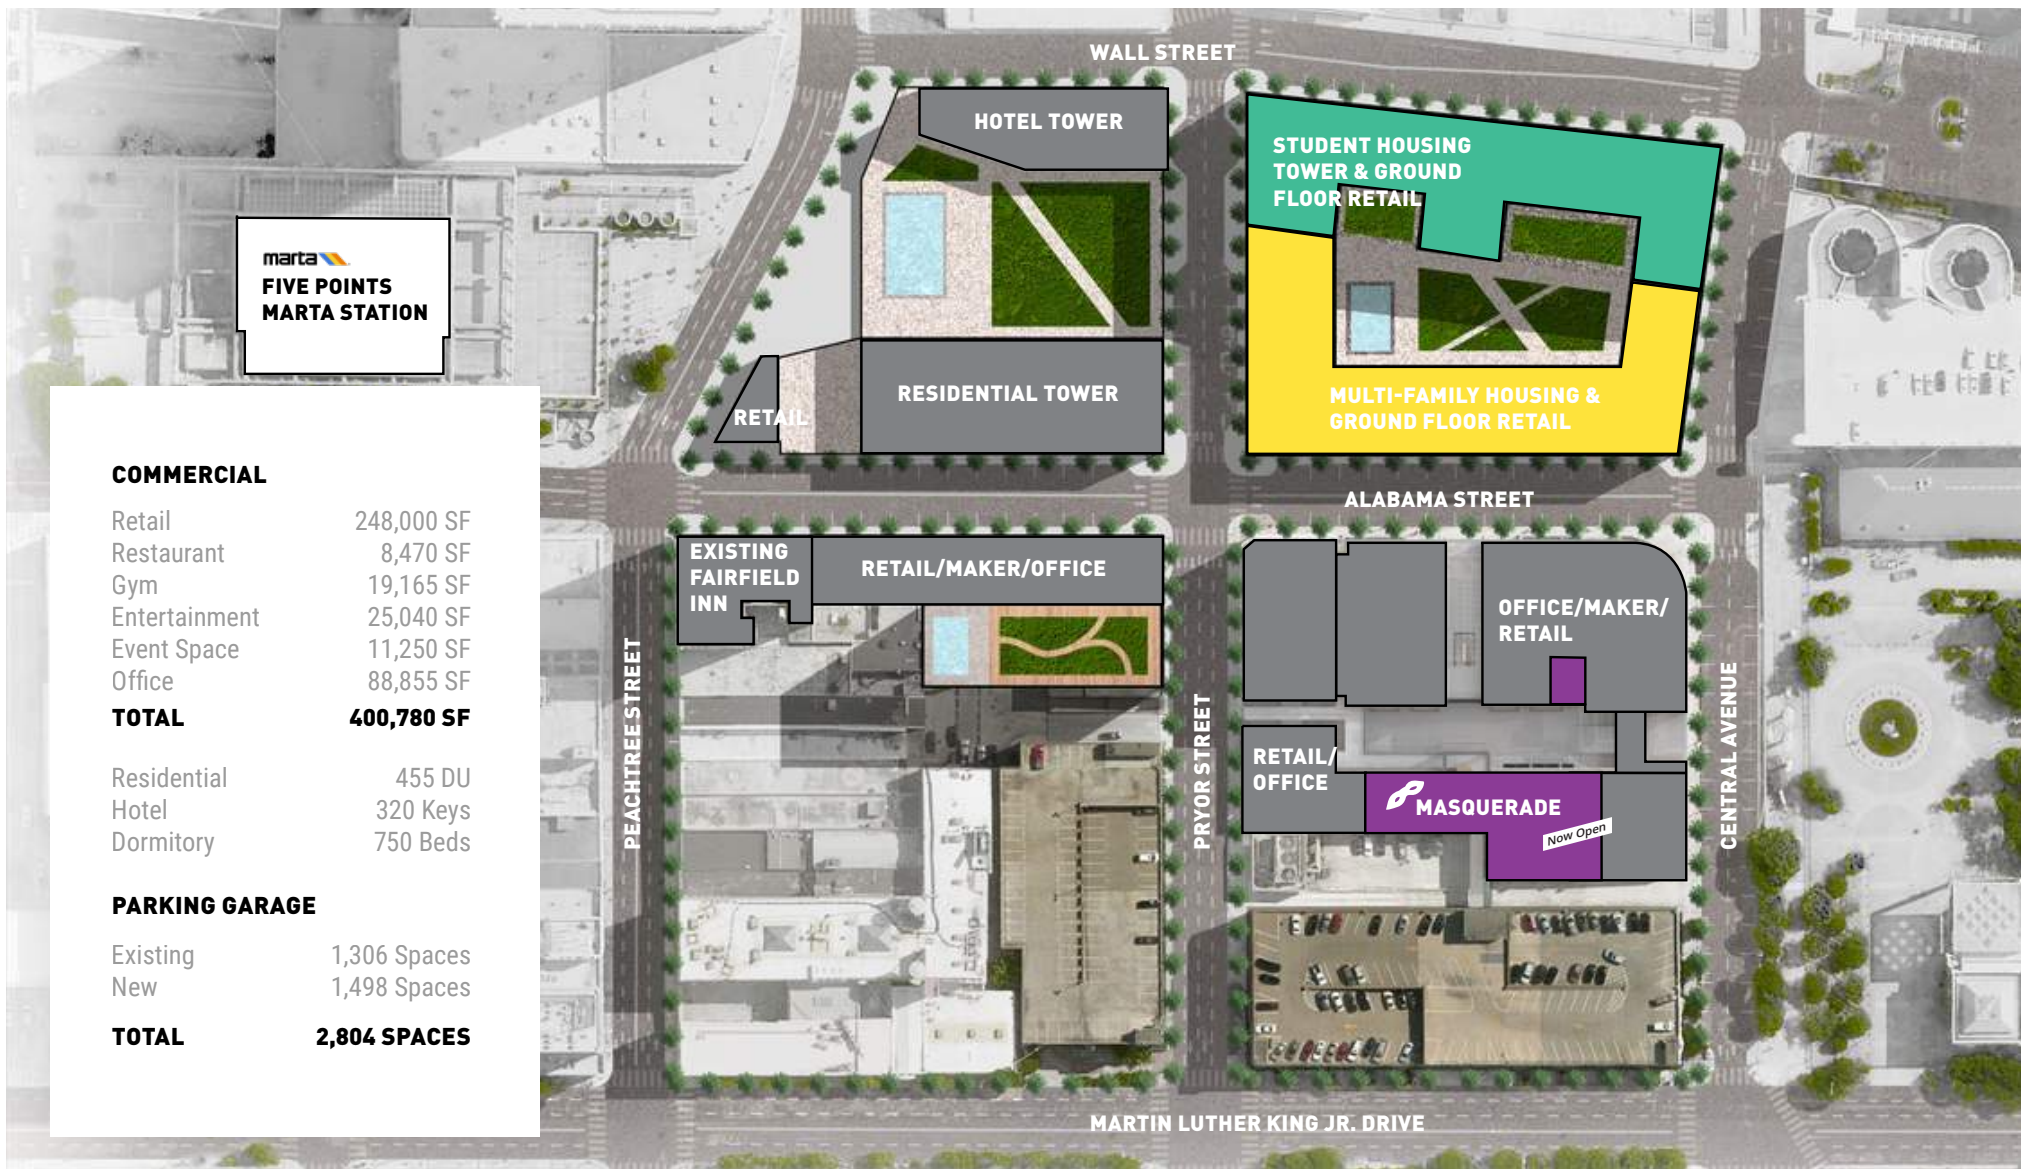 WALL STREET
HOTEL TOWER
STUDENT HOUSING
TOWER & GROUND
FLOOR RETAIL
marta
FIVE POINTS
MARTA STATION
RESIDENTIAL TOWER
RETAIL
MULTI-FAMILY HOUSING &
GROUND FLOOR RETAIL
ALABAMA STREET
EXISTING
FAIRFIELD
INN
RETAIL/MAKER/OFFICE
OFFICE/MAKER/
RETAIL
PEACHTREE STREET
PRYOR STREET
CENTRAL AVENUE
RETAIL/
OFFICE
MASQUERADE
Now Open
MARTIN LUTHER KING JR. DRIVE
COMMERCIAL
Retail 248,000 SF
Restaurant 8,470 SF
Gym 19,165 SF
Entertainment 25,040 SF
Event Space 11,250 SF
Office 88,855 SF
TOTAL 400,780 SF
Residential 455 DU
Hotel 320 Keys
Dormitory 750 Beds
PARKING GARAGE
Existing 1,306 Spaces
New 1,498 Spaces
TOTAL 2,804 SPACES